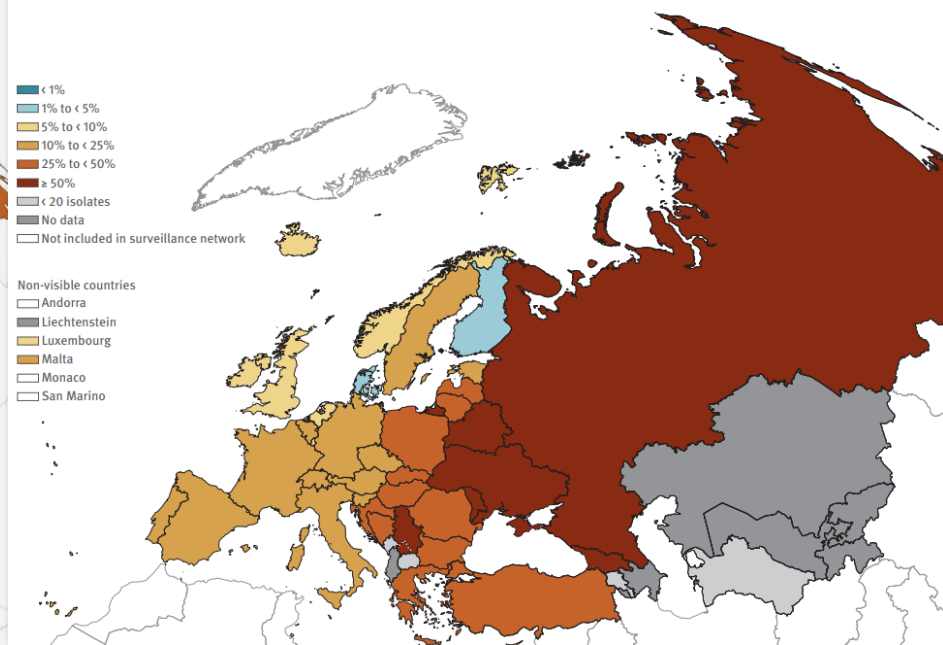 < 1%
1% to < 5%
5% to < 10%
10% to < 25%
25% to < 50%
≥ 50%
< 20 isolates
No data
Not included in surveillance network
Non-visible countries
Andorra
Liechtenstein
Luxembourg
Malta
Monaco
San Marino